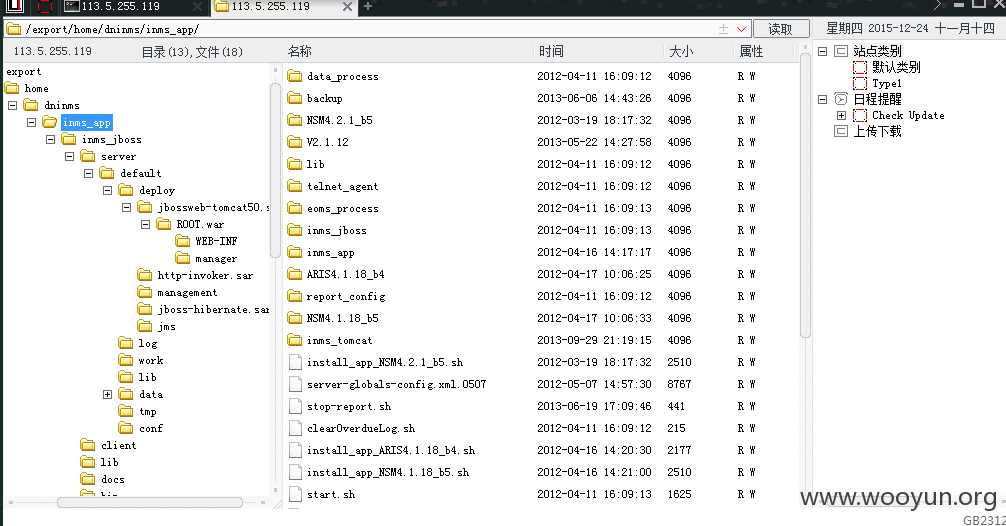 113.5.255.119 113.5.255.119
/export/home/dninms/inms_app/ 读取 星期四 2015-12-24 十一月十四
113.5.255.119 目录(13),文件(18) 名称 时间 大小 属性
export
home
dninms
inms_app
inms_jboss
server
default
deploy
jbossweb-tomcat50.s
ROOT.war
WEB-INF
manager
http-invoker.sar
management
jboss-hibernate.sar
jms
log
work
lib
data
tmp
conf
client
lib
docs
bin
data_process 2012-04-11 16:09:12 4096 R W
backup 2013-06-06 14:43:26 4096 R W
NSM4.2.1_b5 2012-03-19 18:17:32 4096 R W
V2.1.12 2013-05-22 14:27:58 4096 R W
lib 2012-04-11 16:09:12 4096 R W
telnet_agent 2012-04-11 16:09:12 4096 R W
eoms_process 2012-04-11 16:09:13 4096 R W
inms_jboss 2012-04-11 16:09:13 4096 R W
inms_app 2012-04-16 14:17:17 4096 R W
ARIS4.1.18_b4 2012-04-17 10:06:25 4096 R W
report_config 2012-04-11 16:09:12 4096 R W
NSM4.1.18_b5 2012-04-17 10:06:33 4096 R W
inms_tomcat 2013-09-29 21:19:15 4096 R W
install_app_NSM4.2.1_b5.sh 2012-03-19 18:17:32 2510 R W
server-globals-config.xml.0507 2012-05-07 14:57:30 8767 R W
stop-report.sh 2013-06-19 17:09:46 441 R W
clearOverdueLog.sh 2012-04-11 16:09:12 215 R W
install_app_ARIS4.1.18_b4.sh 2012-04-16 14:20:30 2177 R W
install_app_NSM4.1.18_b5.sh 2012-04-16 14:21:00 2510 R W
start.sh 2012-04-11 16:09:13 1625 R W
站点类别
默认类别
Type1
日程提醒
Check Update
上传下载
www.wooyun.org
GB2312